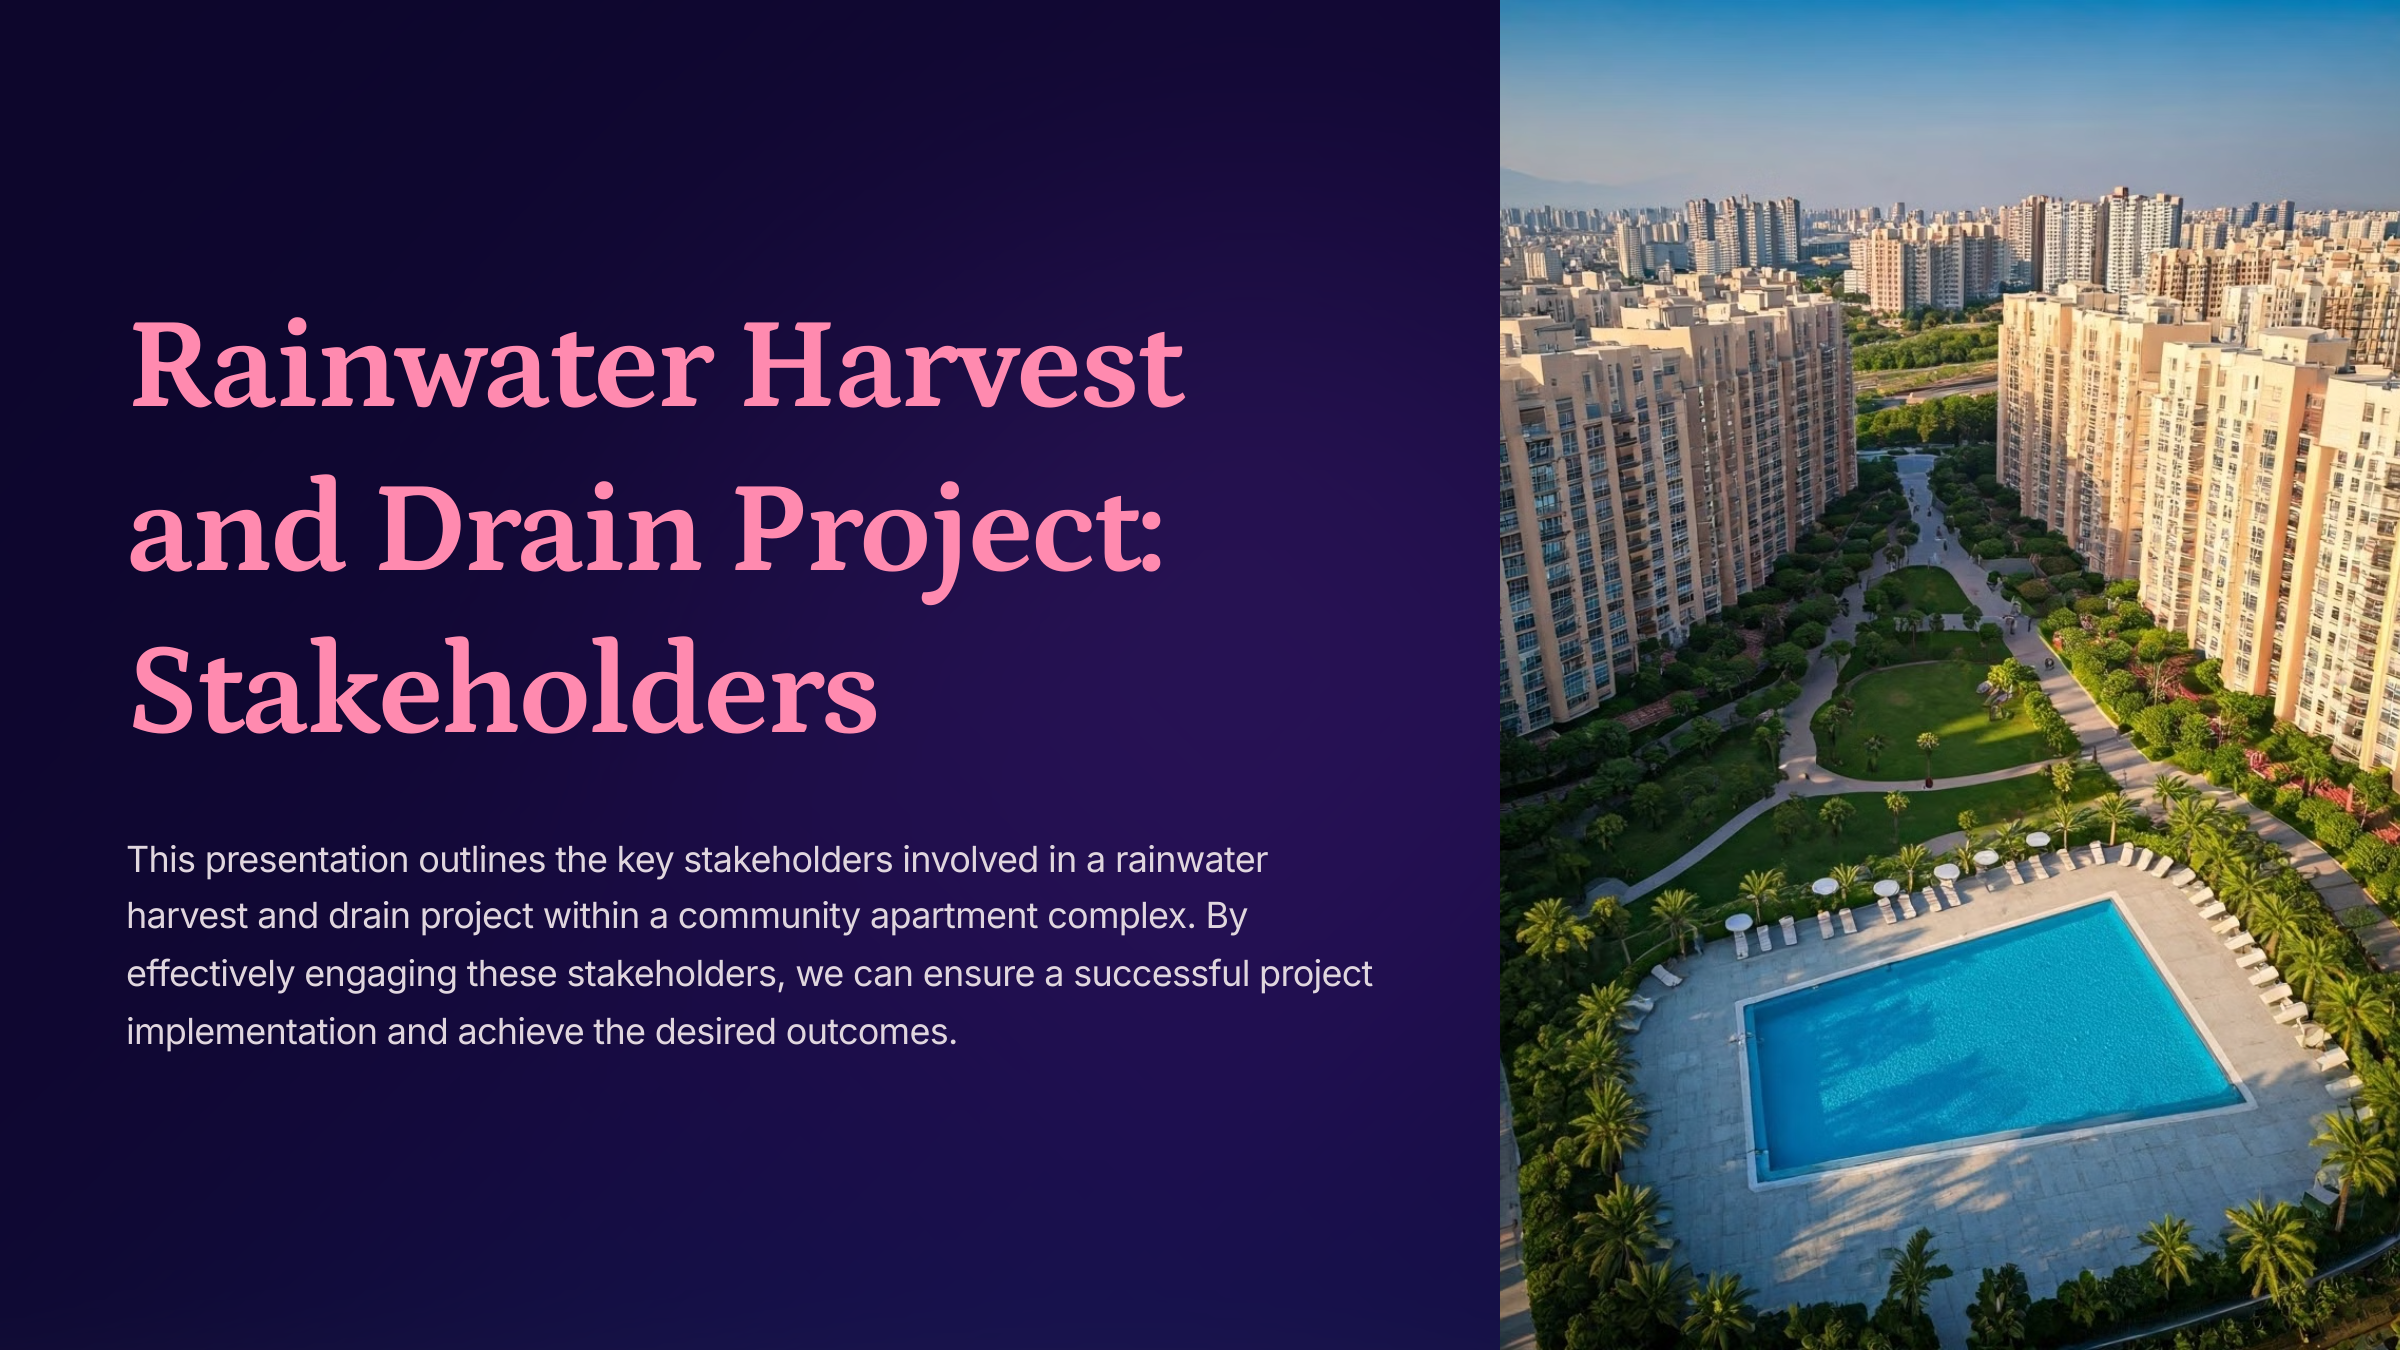 Rainwater Harvest
and Drain Project:
Stakeholders
This presentation outlines the key stakeholders involved in a rainwater
harvest and drain project within a community apartment complex. By
effectively engaging these stakeholders, we can ensure a successful project
implementation and achieve the desired outcomes.